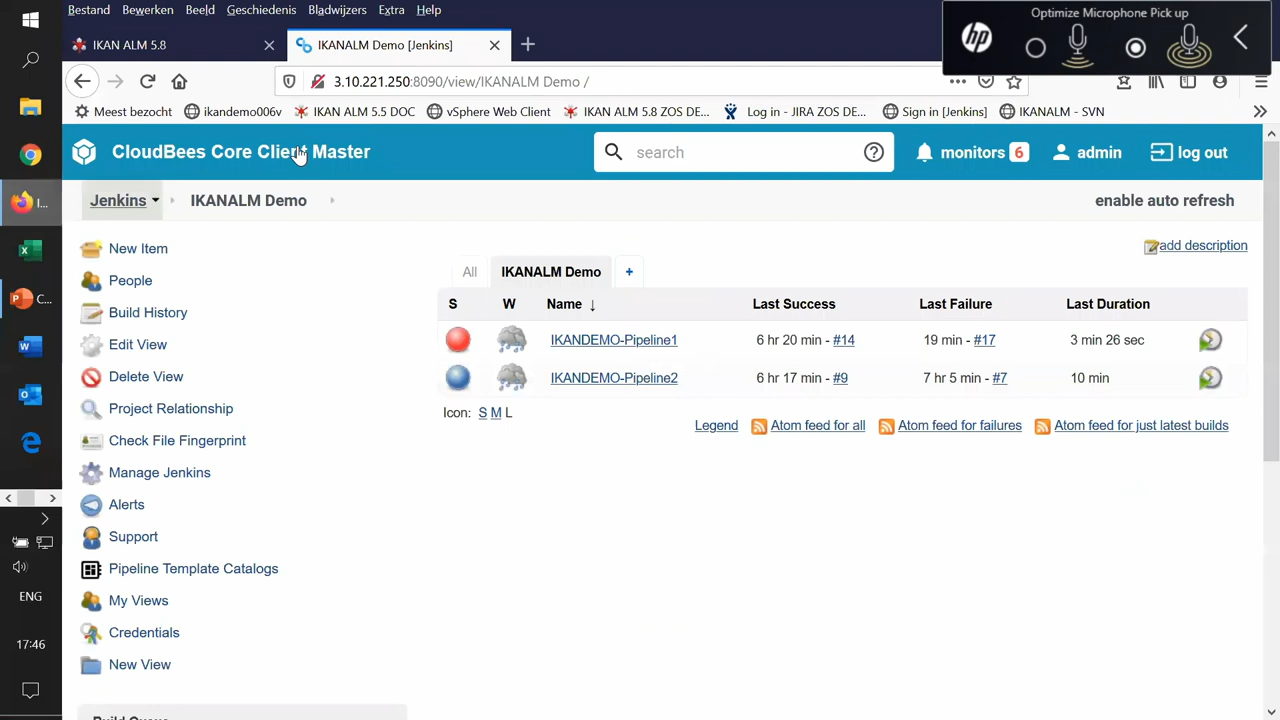 Bestand Bewerken Beeld Geschiedenis Bladwijzers Extra Help
Optimize Microphone Pick up
IKAN ALM 5.8
IKANALM Demo [Jenkins]
3.10.221.250:8090/view/IKANALM Demo /
Meest bezocht ikandemo006v IKAN ALM 5.5 DOC vSphere Web Client IKAN ALM 5.8 ZOS DE... Log in - JIRA ZOS DE... Sign in [Jenkins] IKANALM - SVN
CloudBees Core Client Master
search
monitors 6 admin log out
Jenkins IKANALM Demo
enable auto refresh
New Item
People
Build History
Edit View
Delete View
Project Relationship
Check File Fingerprint
Manage Jenkins
Alerts
Support
Pipeline Template Catalogs
My Views
Credentials
New View
add description
All IKANALM Demo +
S W Name ↓ Last Success Last Failure Last Duration
IKANDEMO-Pipeline1 6 hr 20 min - #14 19 min - #17 3 min 26 sec
IKANDEMO-Pipeline2 6 hr 17 min - #9 7 hr 5 min - #7 10 min
Icon: S M L
Legend Atom feed for all Atom feed for failures Atom feed for just latest builds
I...
C...
ENG
17:46
hp